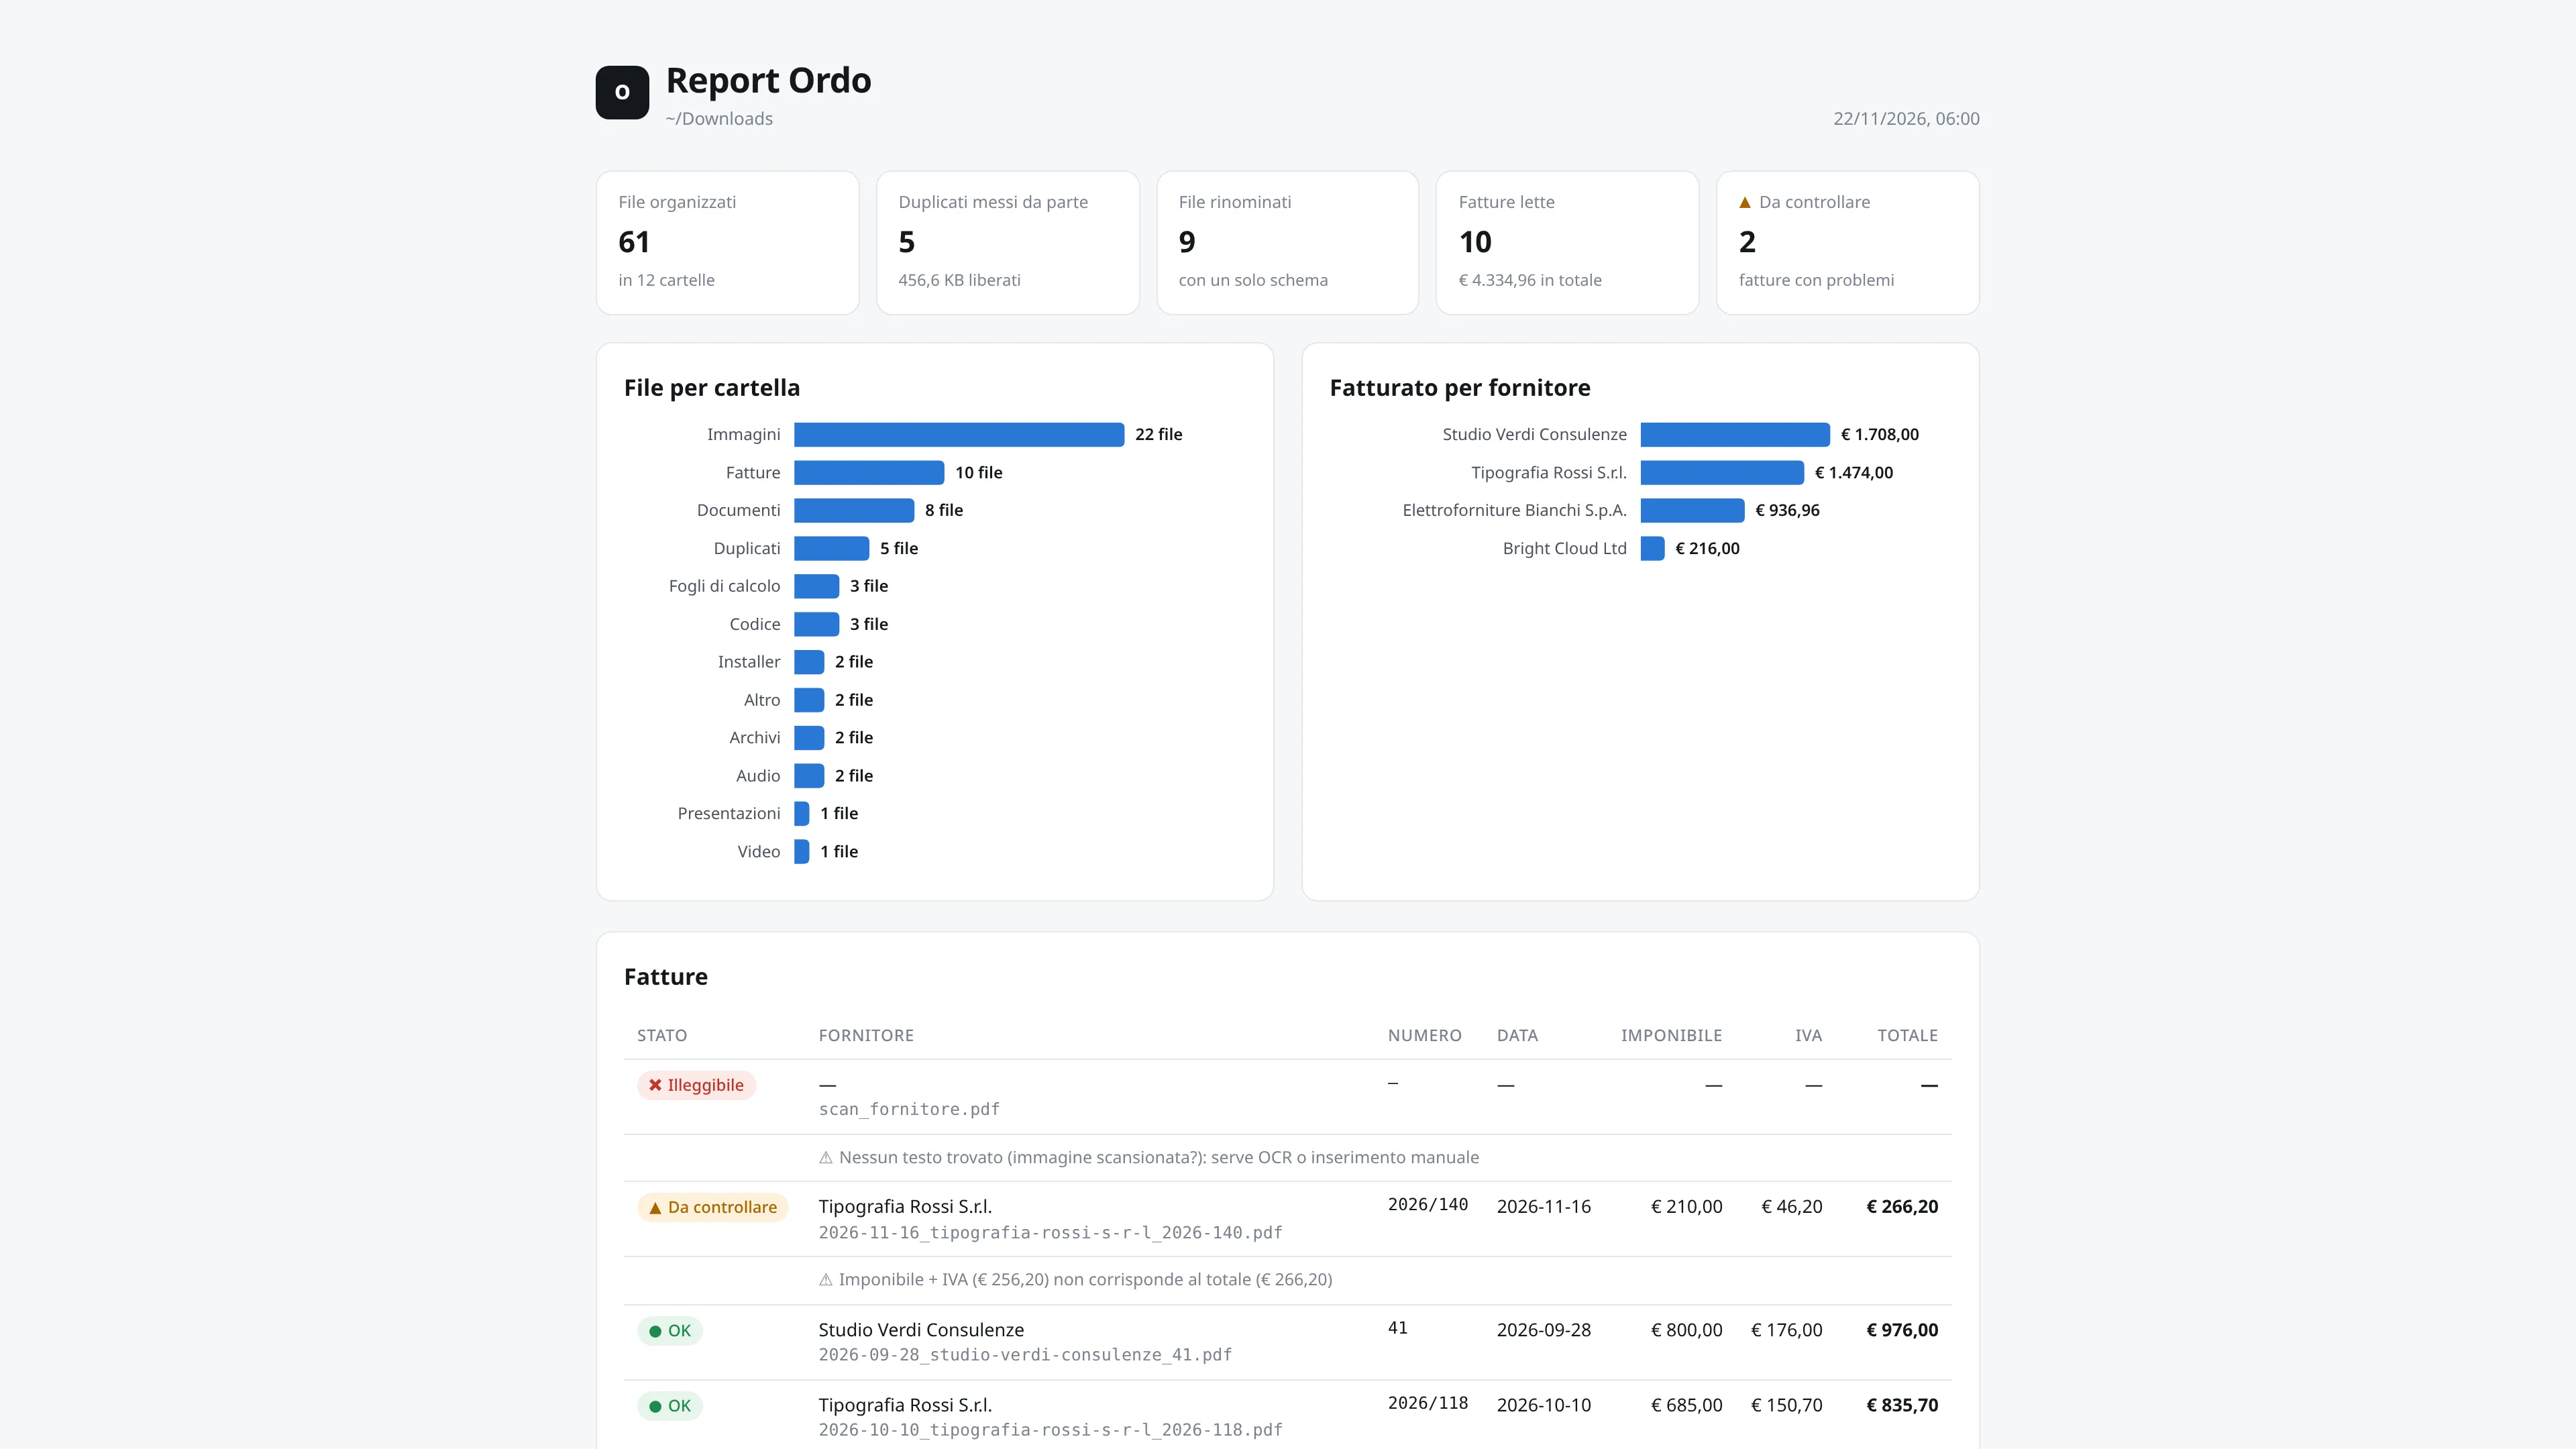 O
Report Ordo
~/Downloads
22/11/2026, 06:00
File organizzati
61
in 12 cartelle
Duplicati messi da parte
5
456,6 KB liberati
File rinominati
9
con un solo schema
Fatture lette
10
€ 4.334,96 in totale
▲ Da controllare
2
fatture con problemi
File per cartella
Immagini 22 file
Fatture 10 file
Documenti 8 file
Duplicati 5 file
Fogli di calcolo 3 file
Codice 3 file
Installer 2 file
Altro 2 file
Archivi 2 file
Audio 2 file
Presentazioni 1 file
Video 1 file
Fatturato per fornitore
Studio Verdi Consulenze € 1.708,00
Tipografia Rossi S.r.l. € 1.474,00
Elettroforniture Bianchi S.p.A. € 936,96
Bright Cloud Ltd € 216,00
Fatture
STATO FORNITORE NUMERO DATA IMPONIBILE IVA TOTALE
✖ Illeggibile — — — — — —
scan_fornitore.pdf
⚠ Nessun testo trovato (immagine scansionata?): serve OCR o inserimento manuale
▲ Da controllare Tipografia Rossi S.r.l. 2026/140 2026-11-16 € 210,00 € 46,20 € 266,20
2026-11-16_tipografia-rossi-s-r-l_2026-140.pdf
⚠ Imponibile + IVA (€ 256,20) non corrisponde al totale (€ 266,20)
● OK Studio Verdi Consulenze 41 2026-09-28 € 800,00 € 176,00 € 976,00
2026-09-28_studio-verdi-consulenze_41.pdf
● OK Tipografia Rossi S.r.l. 2026/118 2026-10-10 € 685,00 € 150,70 € 835,70
2026-10-10_tipografia-rossi-s-r-l_2026-118.pdf